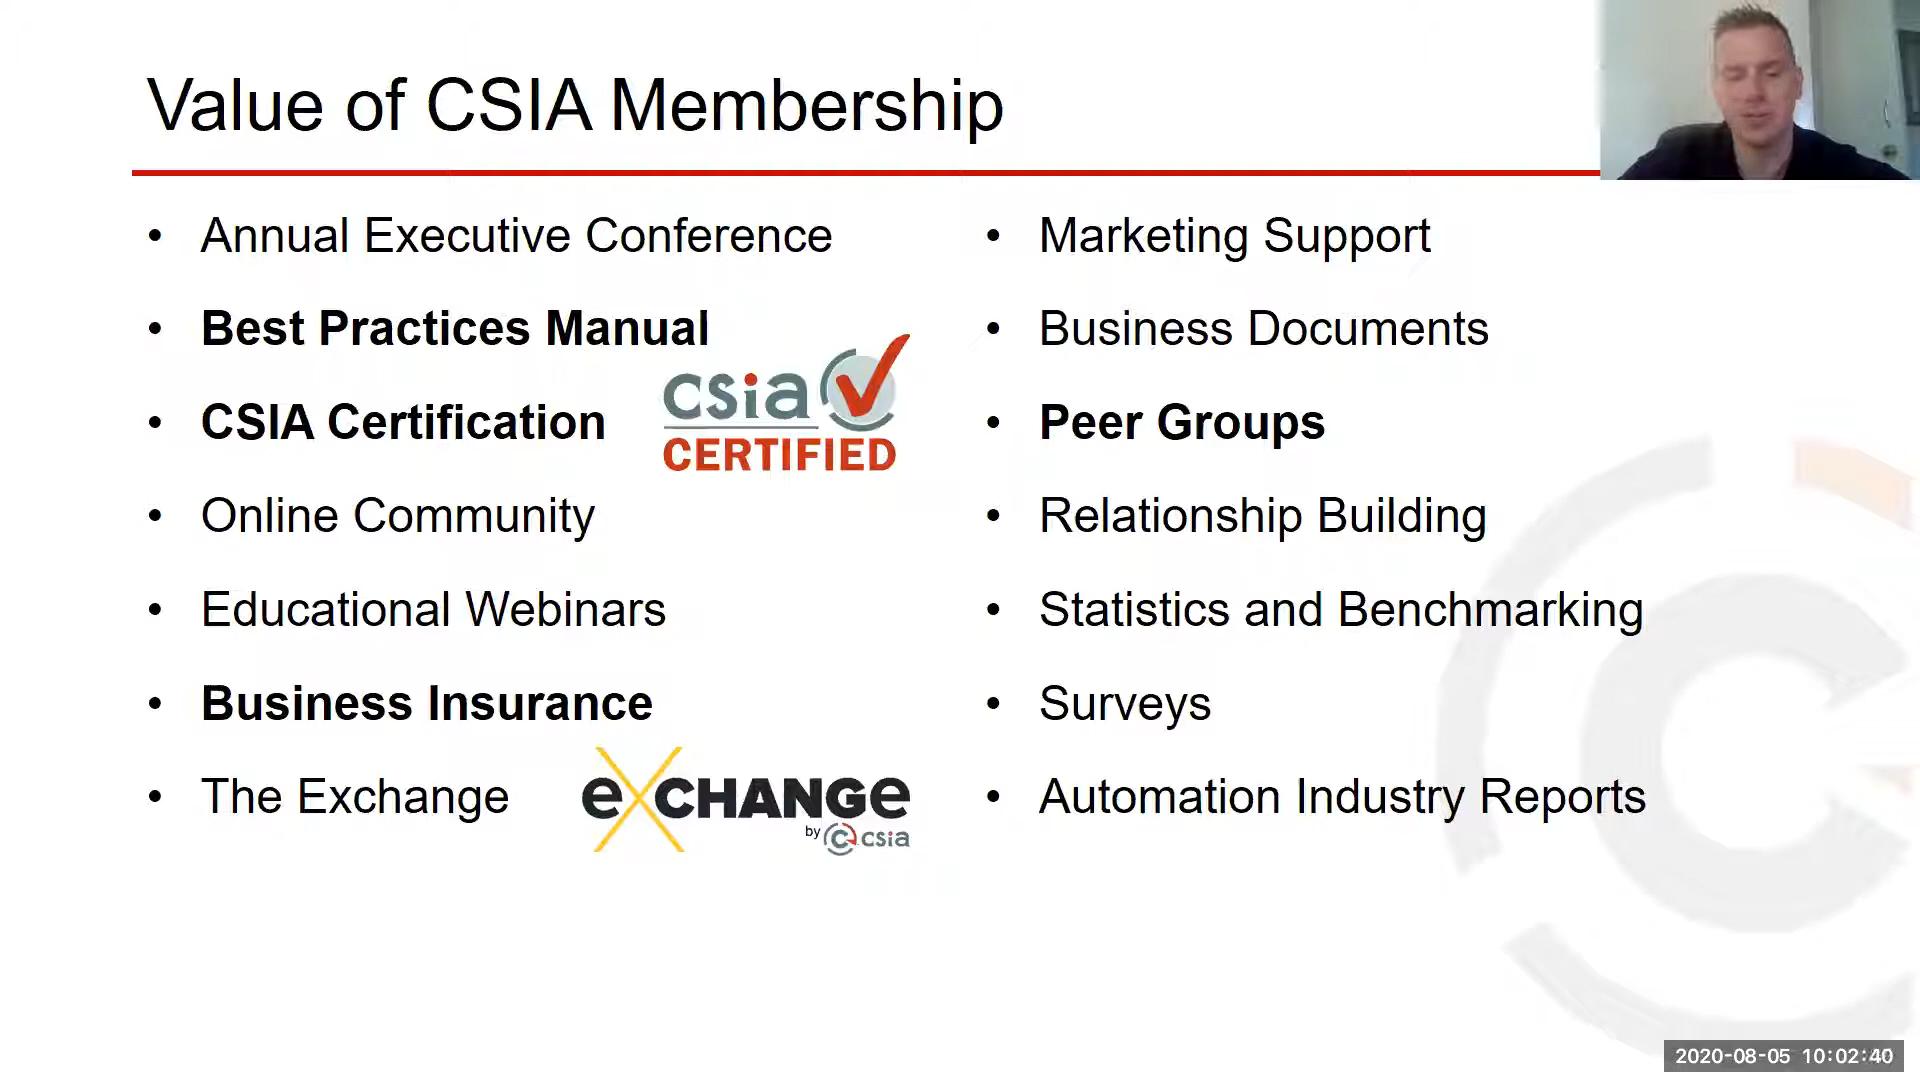 Value of CSIA Membership
• Annual Executive Conference
• Best Practices Manual
• CSIA Certification
csia
CERTIFIED
• Online Community
• Educational Webinars
• Business Insurance
• The Exchange
eXCHANGe
by csia
• Marketing Support
• Business Documents
• Peer Groups
• Relationship Building
• Statistics and Benchmarking
• Surveys
• Automation Industry Reports
2020-08-05 10:02:40